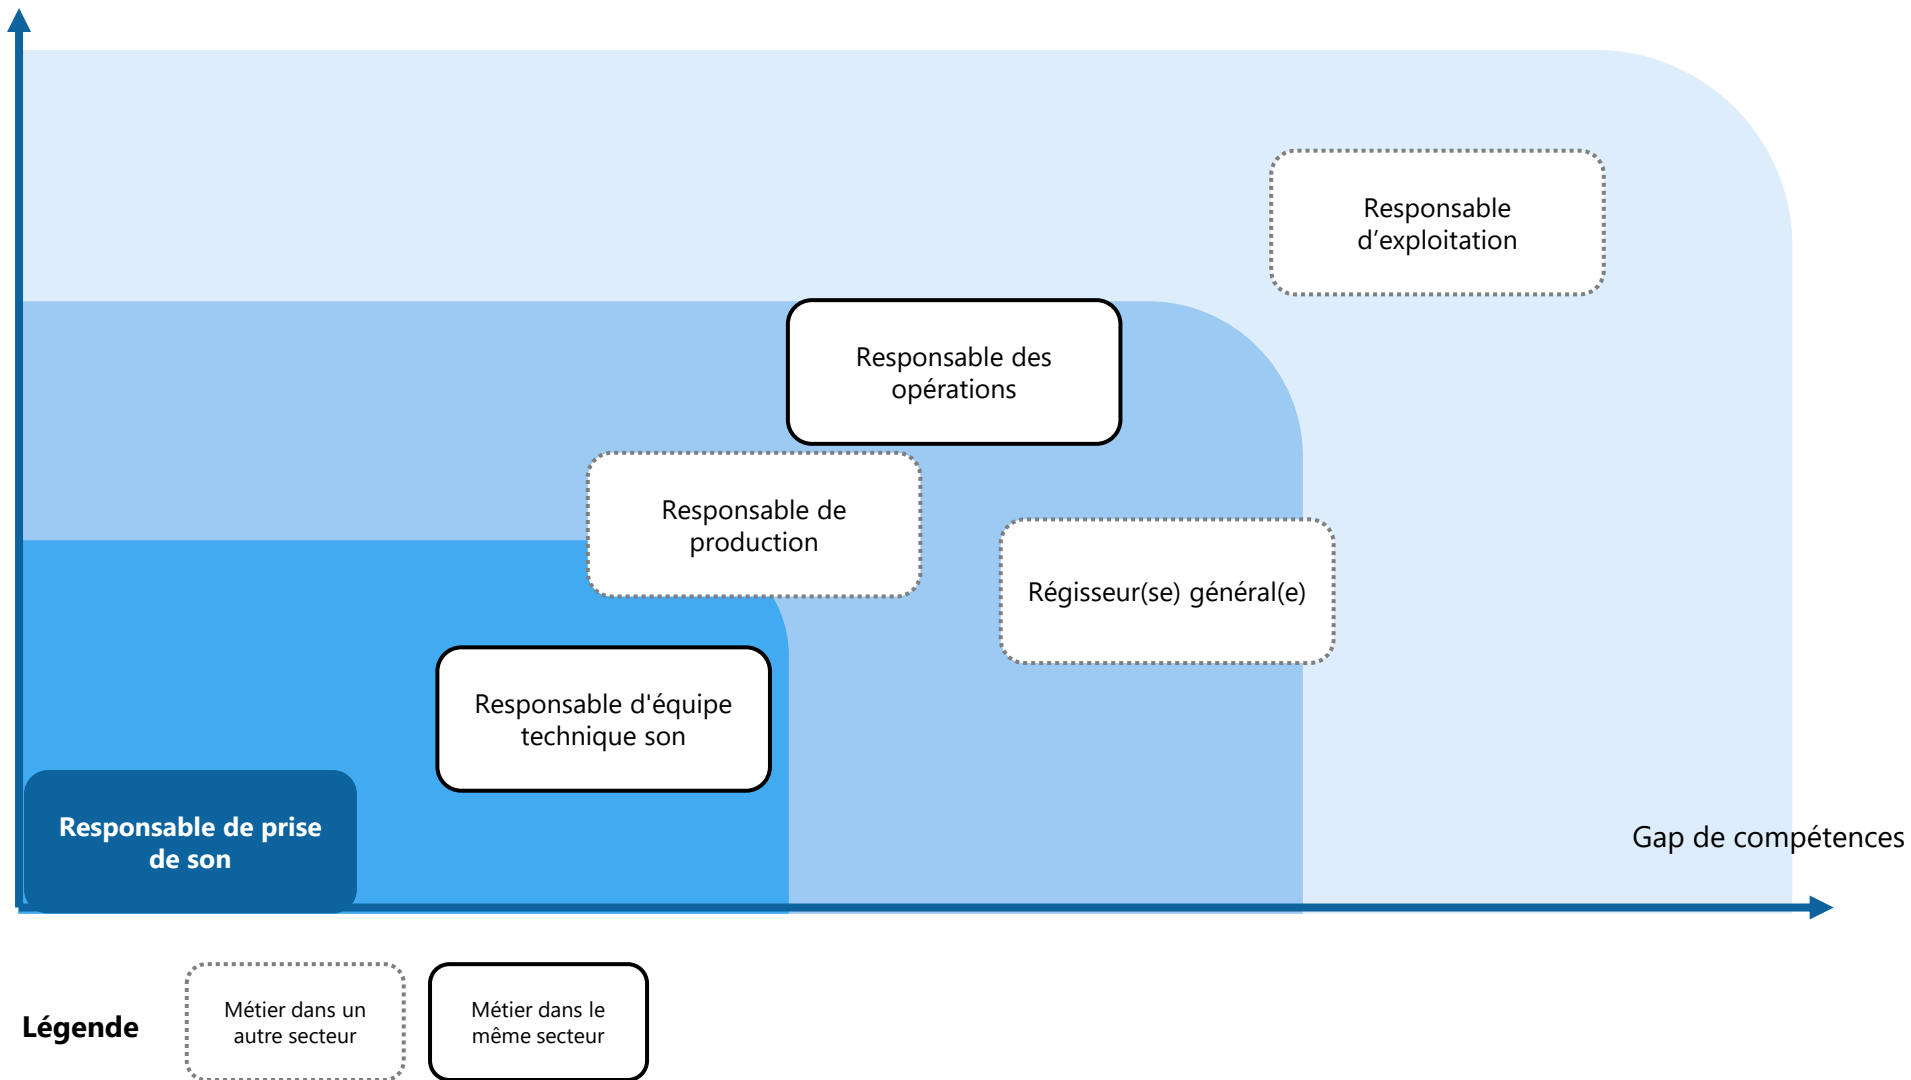 Responsable
d’exploitation
Responsable des
opérations
Responsable de
production
Régisseur(se) général(e)
Responsable d'équipe
technique son
Responsable de prise
de son
Gap de compétences
Légende
Métier dans un
autre secteur
Métier dans le
même secteur